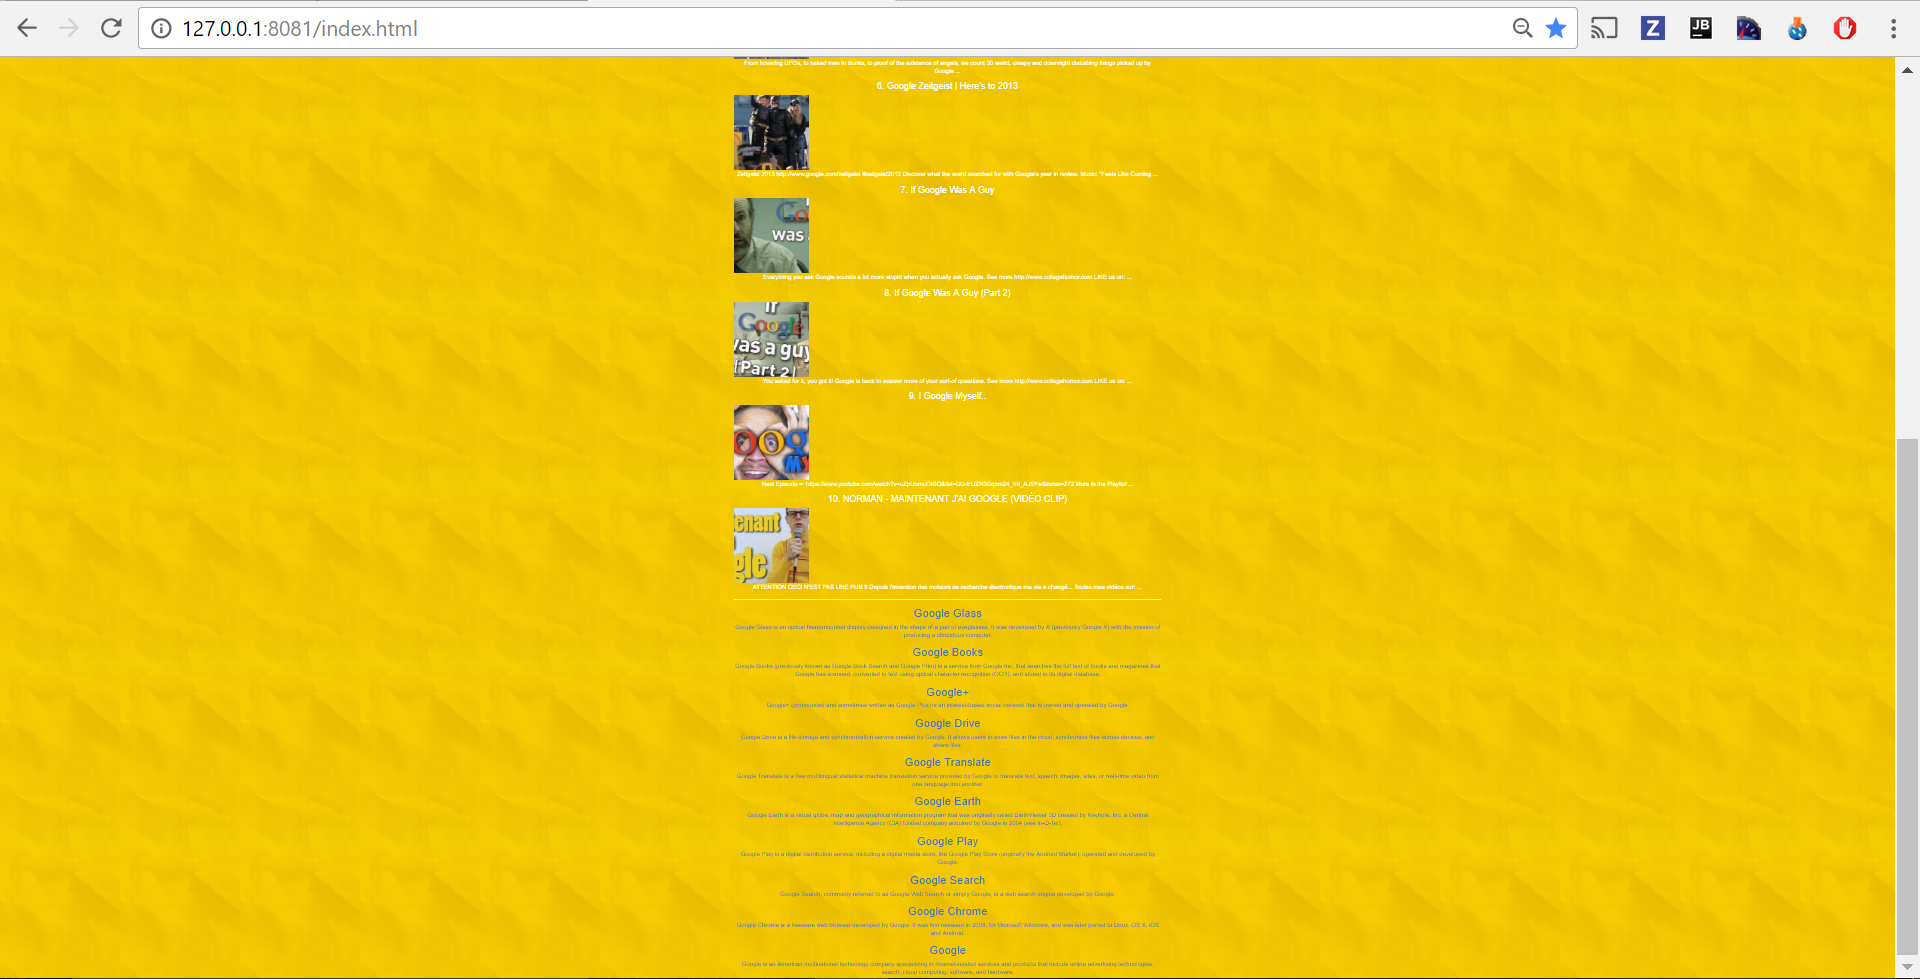 127.0.0.1:8081/index.html
Z
JB
From hovering UFOs, to naked men in trunks, to proof of the existence of angels, we count 30 weird, creepy and downright disturbing things picked up by
Google ...
6. Google Zeitgeist | Here's to 2013
Zeitgeist 2013 http://www.google.com/zeitgeist #zeitgeist2013 Discover what the world searched for with Google's year in review. Music: "Feels Like Coming ...
7. If Google Was A Guy
Go
was a
Everything you ask Google sounds a lot more stupid when you actually ask Google. See more http://www.collegehumor.com LIKE us on: ...
8. If Google Was A Guy (Part 2)
If
Google
was a guy
(Part 2)
You asked for it, you got it! Google is back to answer more of your sort-of questions. See more http://www.collegehumor.com LIKE us on: ...
9. I Google Myself..
oog
MY
Next Episode ► More in the Playlist ...
10. NORMAN - MAINTENANT J'AI GOOGLE (VIDÉO CLIP)
enant
gle
ATTENTION CECI N'EST PAS UNE PUB !! Depuis l'invention des moteurs de recherche électronique ma vie a changé... Toutes mes vidéos sur: ...
Google Glass
Google Glass is an optical head-mounted display designed in the shape of a pair of eyeglasses. It was developed by X (previously Google X) with the mission of
producing a ubiquitous computer.
Google Books
Google Books (previously known as Google Book Search and Google Print) is a service from Google Inc. that searches the full text of books and magazines that
Google has scanned, converted to text using optical character recognition (OCR), and stored in its digital database.
Google+
Google+ (pronounced and sometimes written as Google Plus) is an interest-based social network that is owned and operated by Google.
Google Drive
Google Drive is a file storage and synchronization service created by Google. It allows users to store files in the cloud, synchronize files across devices, and
share files.
Google Translate
Google Translate is a free multilingual statistical machine translation service provided by Google to translate text, speech, images, sites, or real-time video from
one language into another.
Google Earth
Google Earth is a virtual globe, map and geographical information program that was originally called EarthViewer 3D created by Keyhole, Inc, a Central
Intelligence Agency (CIA) funded company acquired by Google in 2004 (see In-Q-Tel).
Google Play
Google Play is a digital distribution service, including a digital media store, the Google Play Store (originally the Android Market), operated and developed by
Google.
Google Search
Google Search, commonly referred to as Google Web Search or simply Google, is a web search engine developed by Google.
Google Chrome
Google Chrome is a freeware web browser developed by Google. It was first released in 2008, for Microsoft Windows, and was later ported to Linux, OS X, iOS
and Android.
Google
Google is an American multinational technology company specializing in Internet-related services and products that include online advertising technologies,
search, cloud computing, software, and hardware.